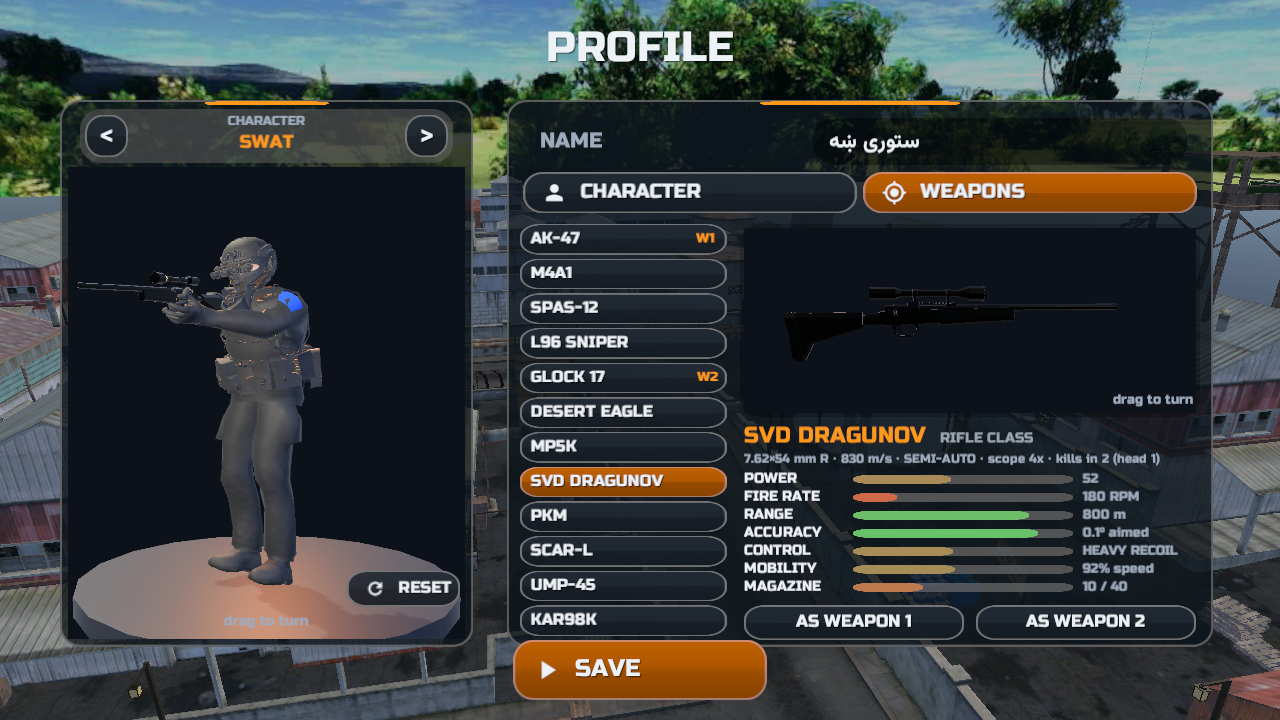 PROFILE
<
CHARACTER
SWAT
>
drag to turn
RESET
NAME
ستوری ښه
CHARACTER
WEAPONS
AK-47 W1
M4A1
SPAS-12
L96 SNIPER
GLOCK 17 W2
DESERT EAGLE
MP5K
SVD DRAGUNOV
PKM
SCAR-L
UMP-45
KAR98K
drag to turn
SVD DRAGUNOV RIFLE CLASS
7.62×54 mm R · 830 m/s · SEMI-AUTO · scope 4x · kills in 2 (head 1)
POWER 52
FIRE RATE 180 RPM
RANGE 800 m
ACCURACY 0.1° aimed
CONTROL HEAVY RECOIL
MOBILITY 92% speed
MAGAZINE 10 / 40
AS WEAPON 1
AS WEAPON 2
SAVE